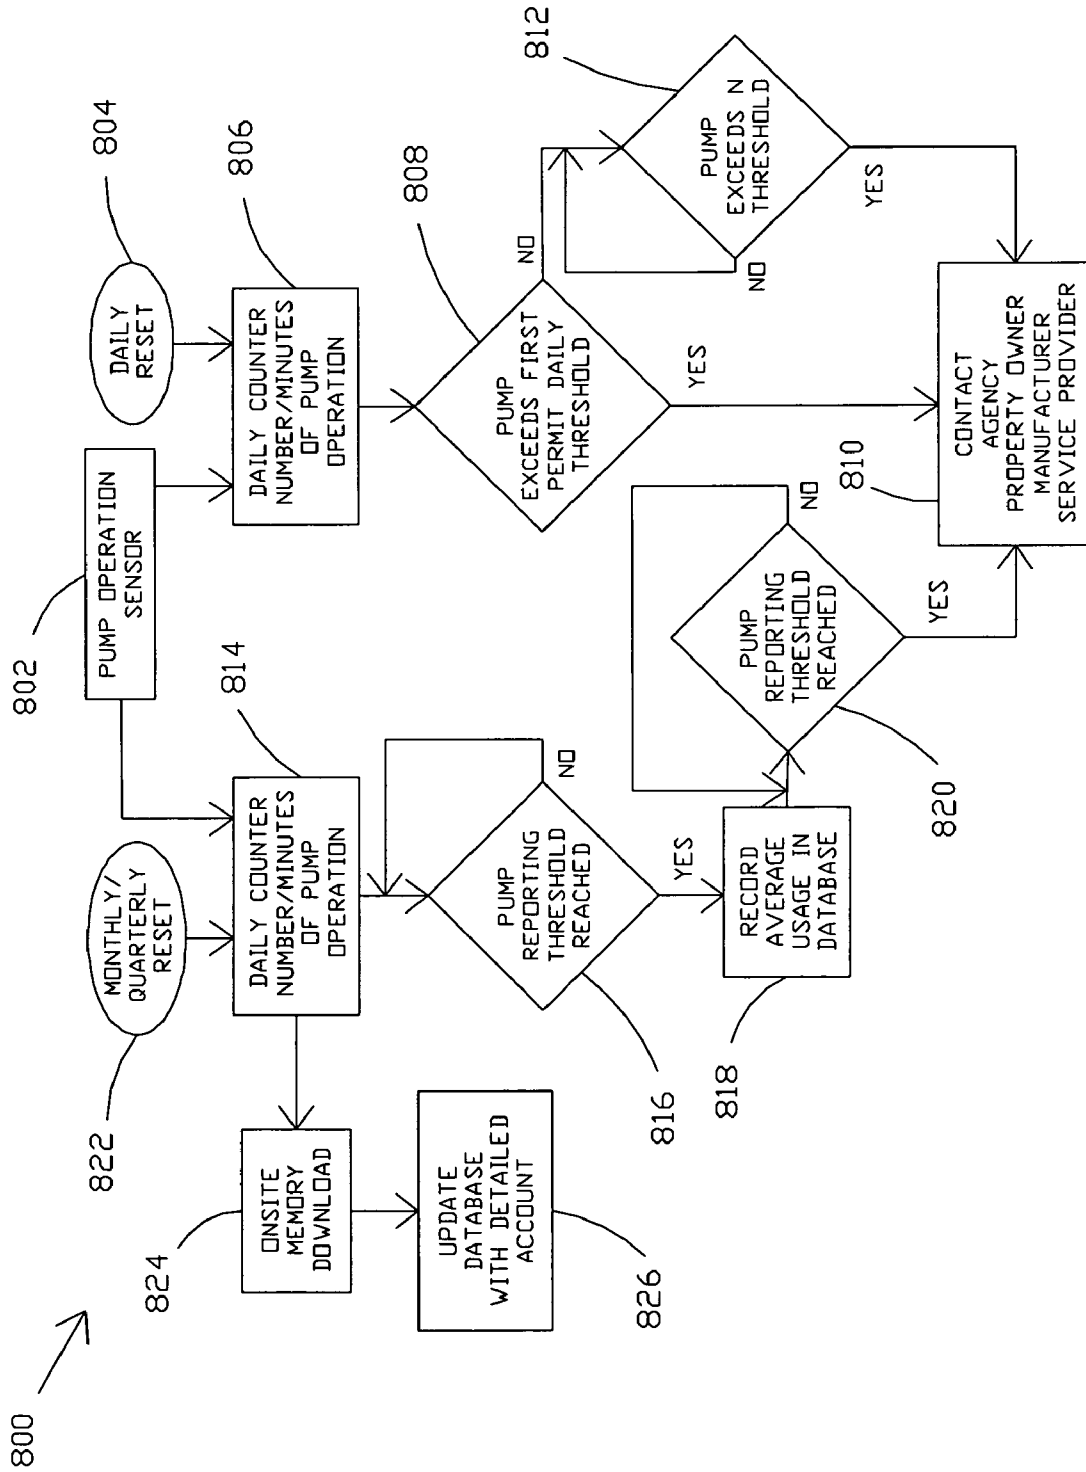 800
802
PUMP OPERATION
SENSOR
804
DAILY
RESET
806
DAILY COUNTER
NUMBER/MINUTES
OF PUMP
OPERATION
808
PUMP
EXCEEDS FIRST
PERMIT DAILY
THRESHOLD
NO
YES
812
PUMP
EXCEEDS N
THRESHOLD
NO
YES
810
CONTACT
AGENCY
PROPERTY OWNER
MANUFACTURER
SERVICE PROVIDER
822
MONTHLY/
QUARTERLY
RESET
814
DAILY COUNTER
NUMBER/MINUTES
OF PUMP
OPERATION
816
PUMP
REPORTING
THRESHOLD
REACHED
NO
YES
818
RECORD
AVERAGE
USAGE IN
DATABASE
820
PUMP
REPORTING
THRESHOLD
REACHED
NO
YES
824
ONSITE
MEMORY
DOWNLOAD
826
UPDATE
DATABASE
WITH DETAILED
ACCOUNT